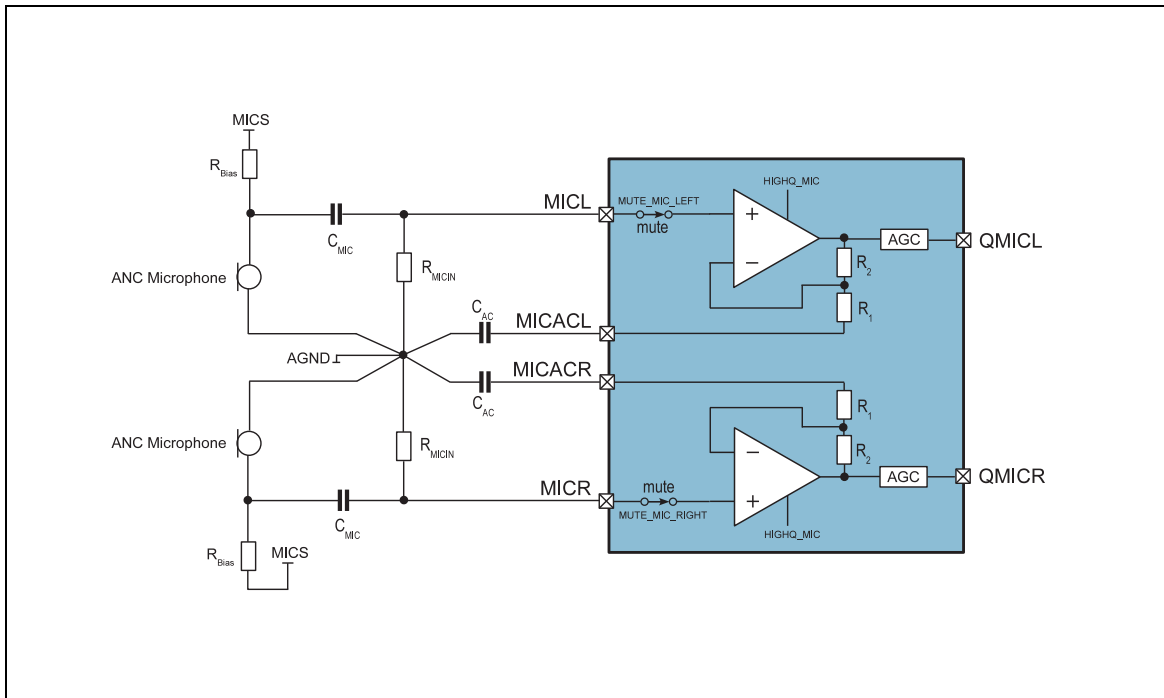 MICS
R_Bias
MICL
MUTE_MIC_LEFT
mute
HIGHQ_MIC
C_MIC
AGC
QMICL
ANC Microphone
R_MICIN
R_2
R_1
C_AC
MICACL
AGND
MICACR
C_AC
R_1
ANC Microphone
R_MICIN
R_2
MICR
mute
MUTE_MIC_RIGHT
AGC
QMICR
C_MIC
HIGHQ_MIC
R_Bias
MICS